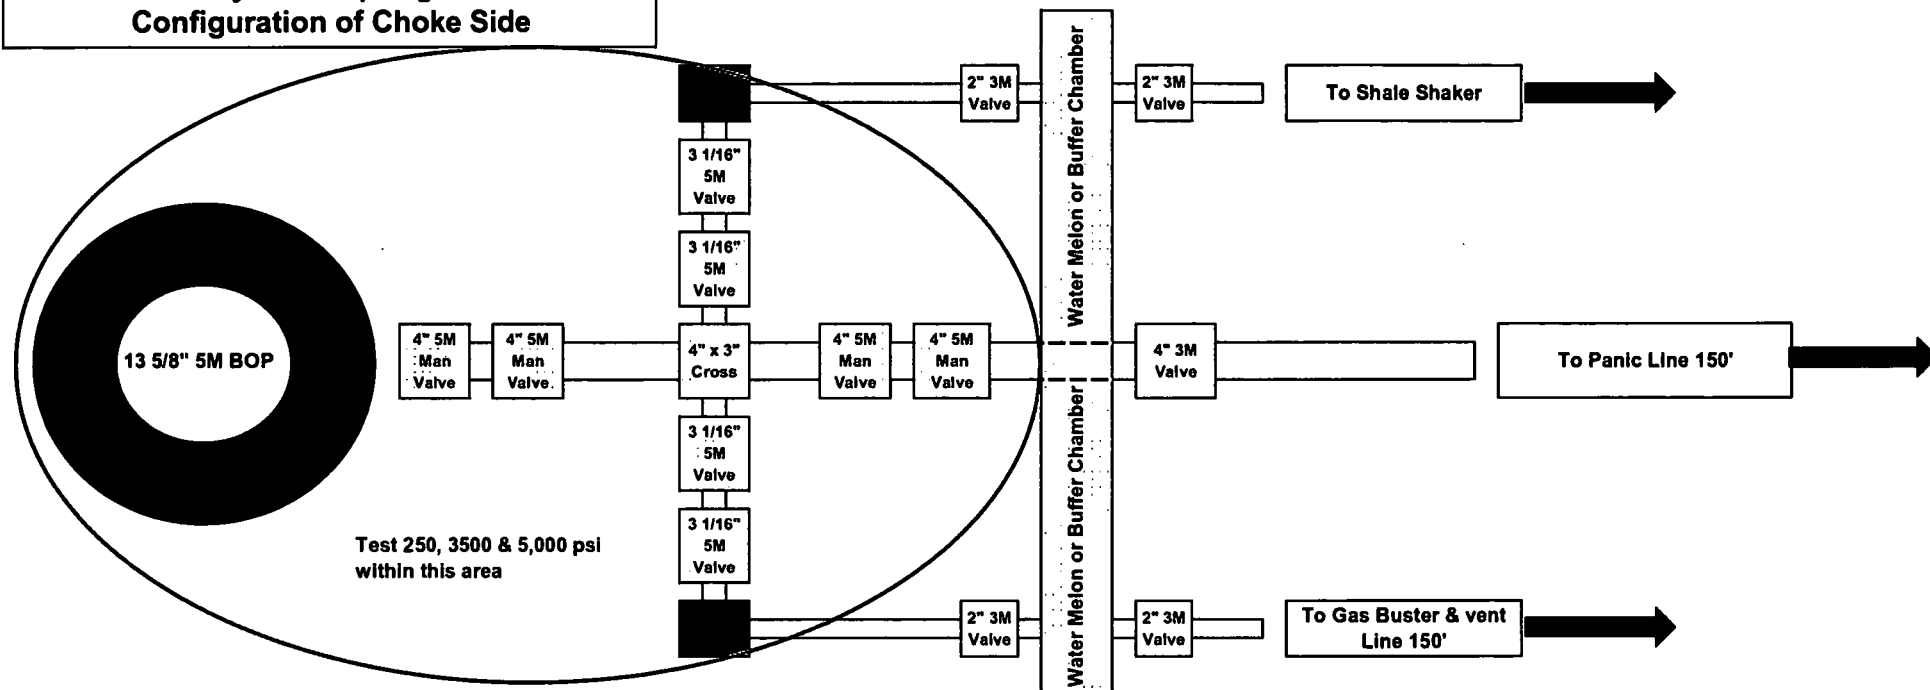 Configuration of Choke Side
2" 3M
Valve
Water Melon or Buffer Chamber
2" 3M
Valve
To Shale Shaker
3 1/16"
5M
Valve
3 1/16"
5M
Valve
13 5/8" 5M BOP
4" 5M
Man
Valve
4" 5M
Man
Valve
4" x 3"
Cross
4" 5M
Man
Valve
4" 5M
Man
Valve
4" 3M
Valve
To Panic Line 150'
3 1/16"
5M
Valve
3 1/16"
5M
Valve
Test 250, 3500 & 5,000 psi
within this area
2" 3M
Valve
Water Melon or Buffer Chamber
2" 3M
Valve
To Gas Buster & vent
Line 150'